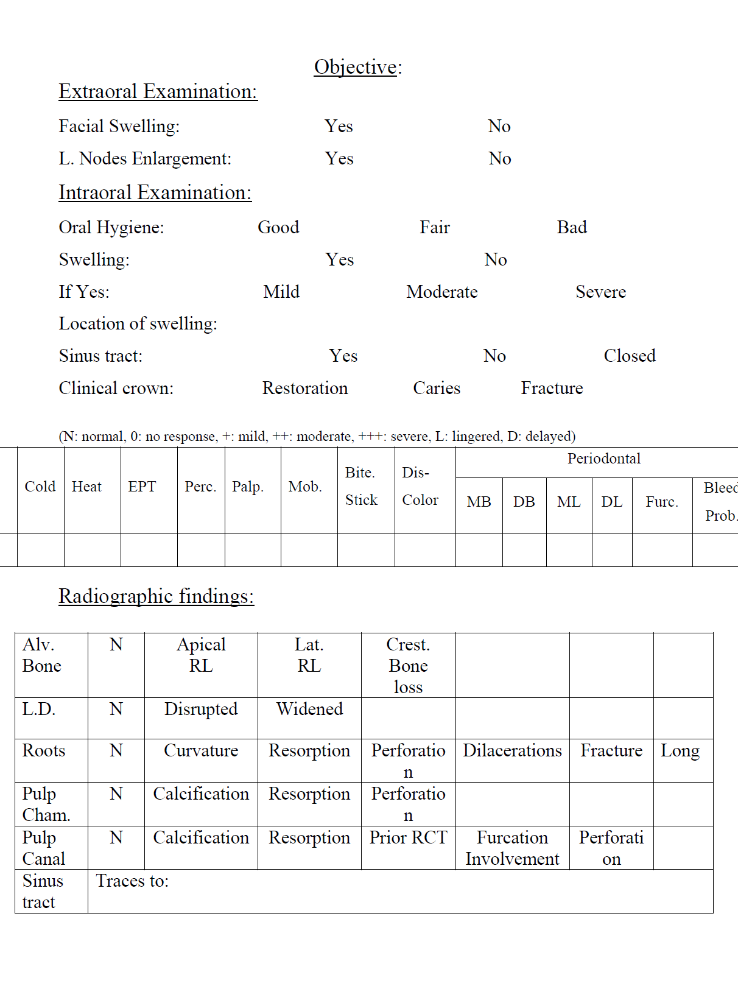 Objective:
Extraoral Examination:
Facial Swelling: Yes No
L. Nodes Enlargement: Yes No
Intraoral Examination:
Oral Hygiene: Good Fair Bad
Swelling: Yes No
If Yes: Mild Moderate Severe
Location of swelling:
Sinus tract: Yes No Closed
Clinical crown: Restoration Caries Fracture
(N: normal, 0: no response, +: mild, ++: moderate, +++: severe, L: lingered, D: delayed)
Periodontal
Cold Heat EPT Perc. Palp. Mob. Bite. Dis-
Stick Color
MB DB ML DL Furc. Bleed
Prob.
Radiographic findings:
Alv. N Apical Lat. Crest.
Bone RL RL Bone
loss
L.D. N Disrupted Widened
Roots N Curvature Resorption Perforatio Dilacerations Fracture Long
n
Pulp N Calcification Resorption Perforatio
Cham. n
Pulp N Calcification Resorption Prior RCT Furcation Perforati
Canal Involvement on
Sinus Traces to:
tract